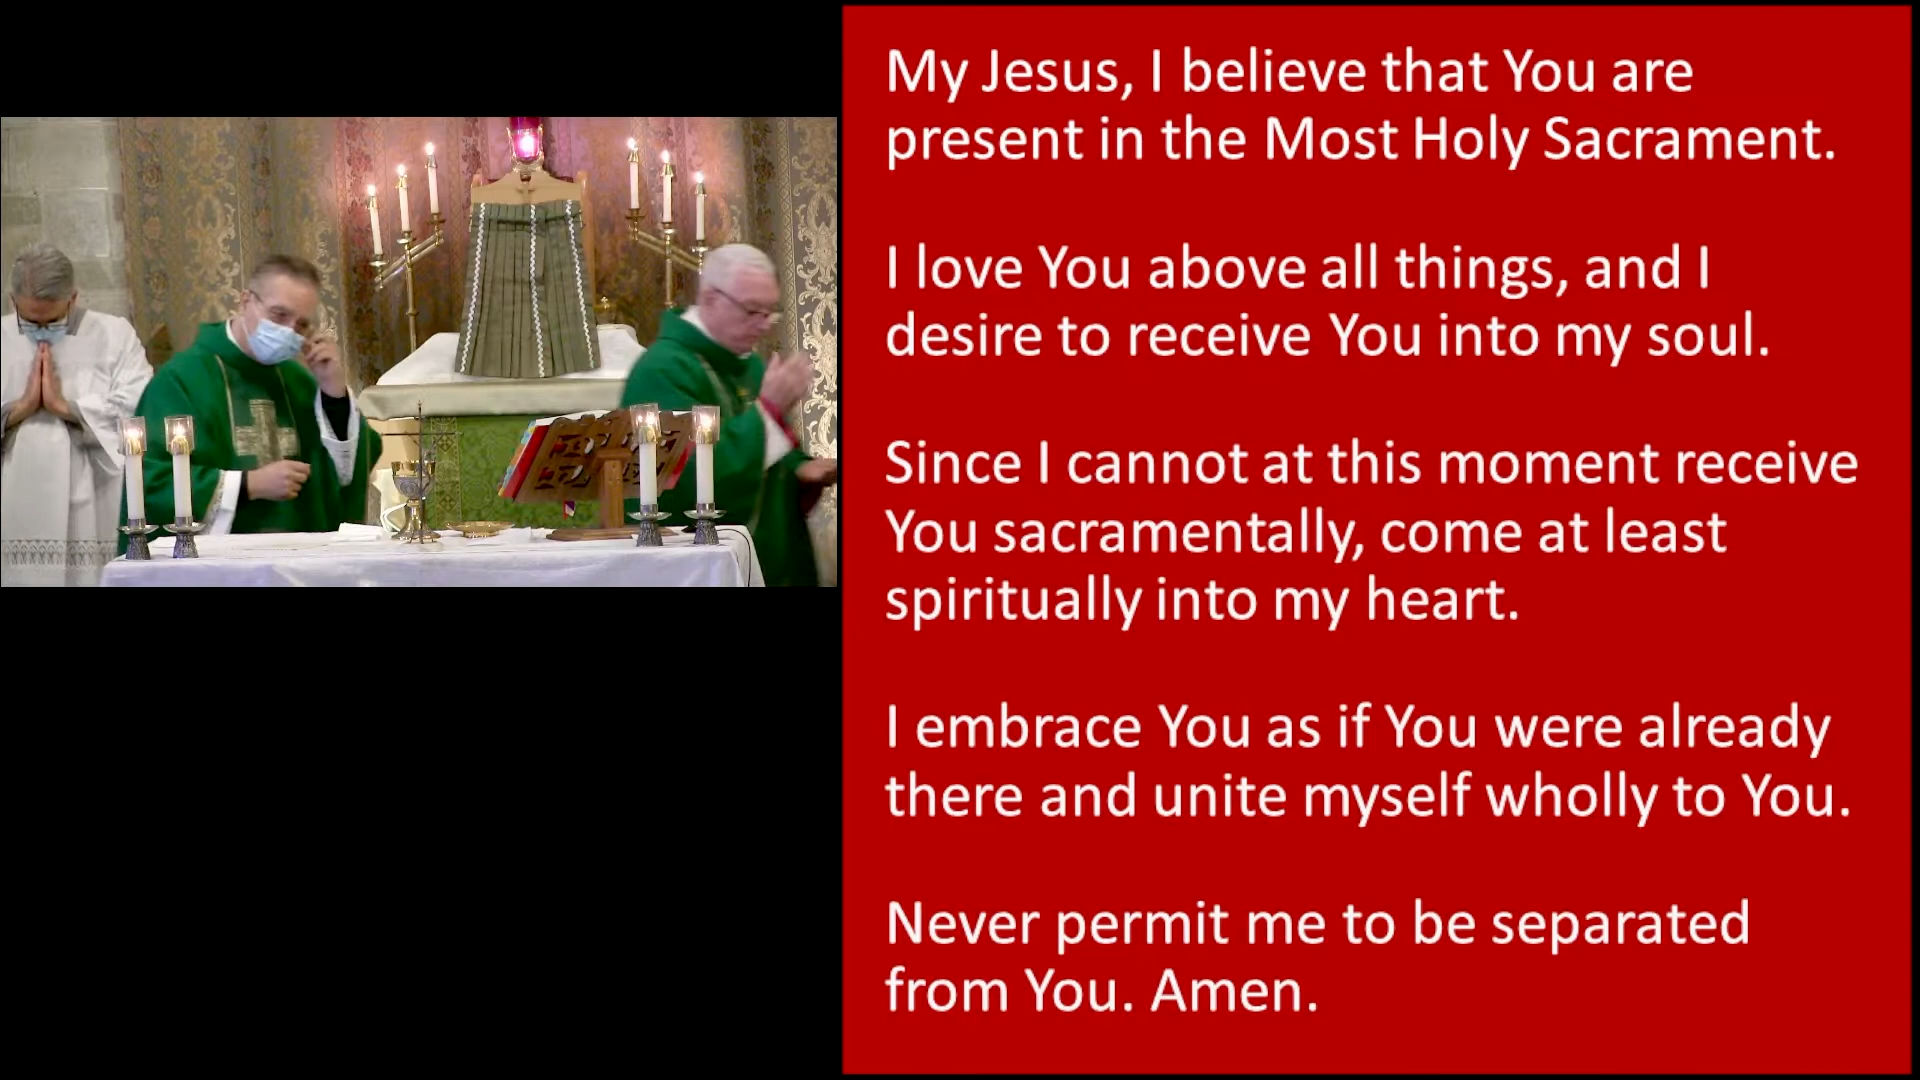 My Jesus, I believe that You are
present in the Most Holy Sacrament.
I love You above all things, and I
desire to receive You into my soul.
Since I cannot at this moment receive
You sacramentally, come at least
spiritually into my heart.
I embrace You as if You were already
there and unite myself wholly to You.
Never permit me to be separated
from You. Amen.